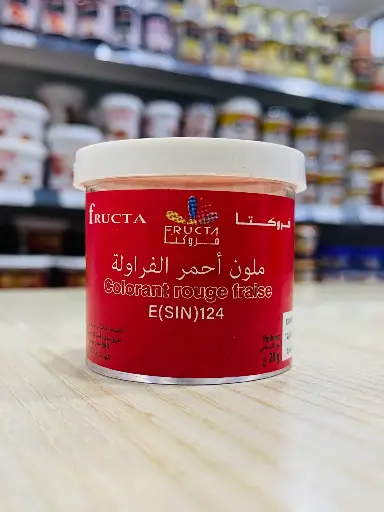 fRUCTA
FRUCTA
فروكتا
فروكتا
ملون أحمر الفراولة
Colorant rouge fraise
E(SIN)124